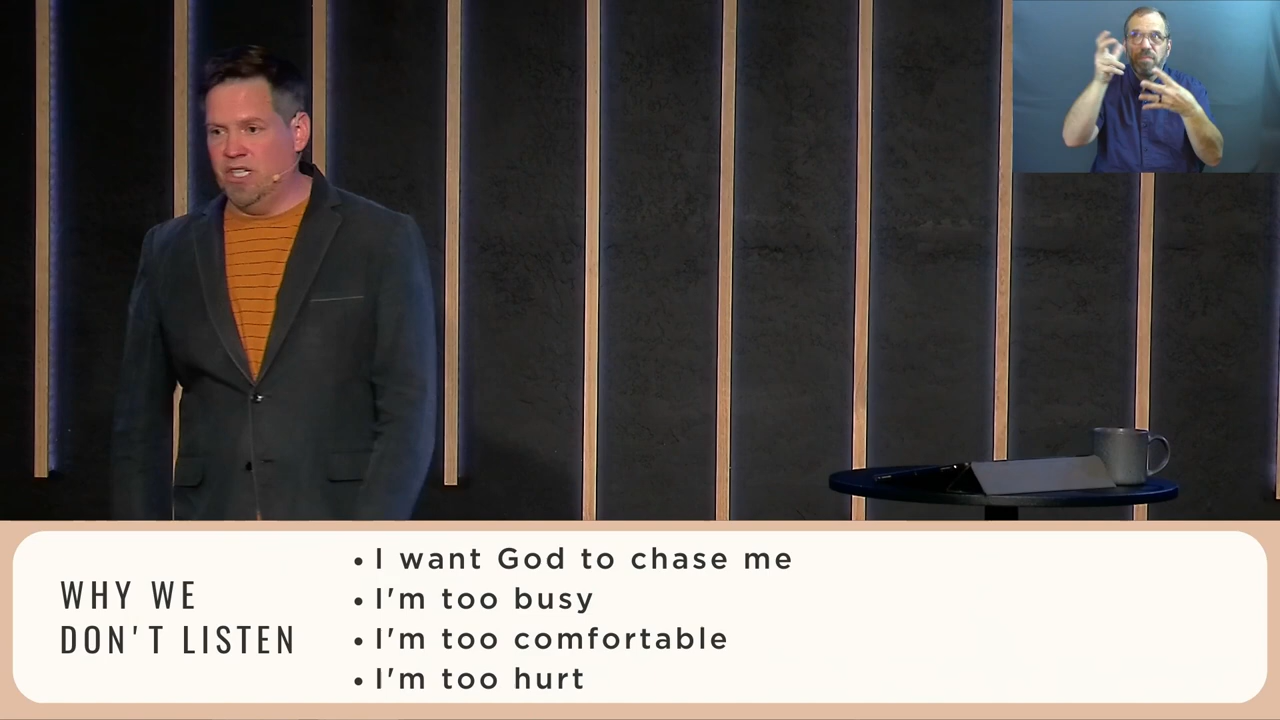 WHY WE
DON'T LISTEN
• I want God to chase me
• I'm too busy
• I'm too comfortable
• I'm too hurt